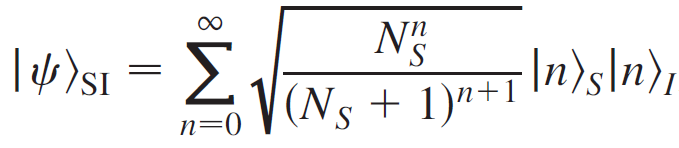 |ψ⟩_SI = ∑_{n=0}^{∞} √(N_S^n / (N_S + 1)^{n+1}) |n⟩_S|n⟩_I